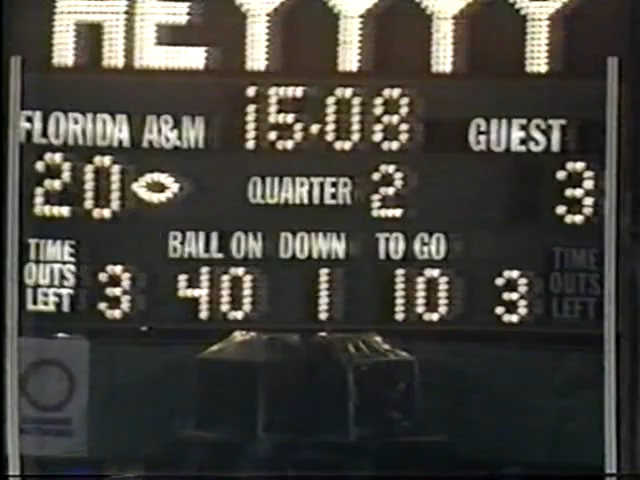 HEYYYY
FLORIDA A&M 15:08 GUEST
20 QUARTER 2 3
TIME OUTS LEFT 3 BALL ON 40 DOWN 1 TO GO 10 3 TIME OUTS LEFT